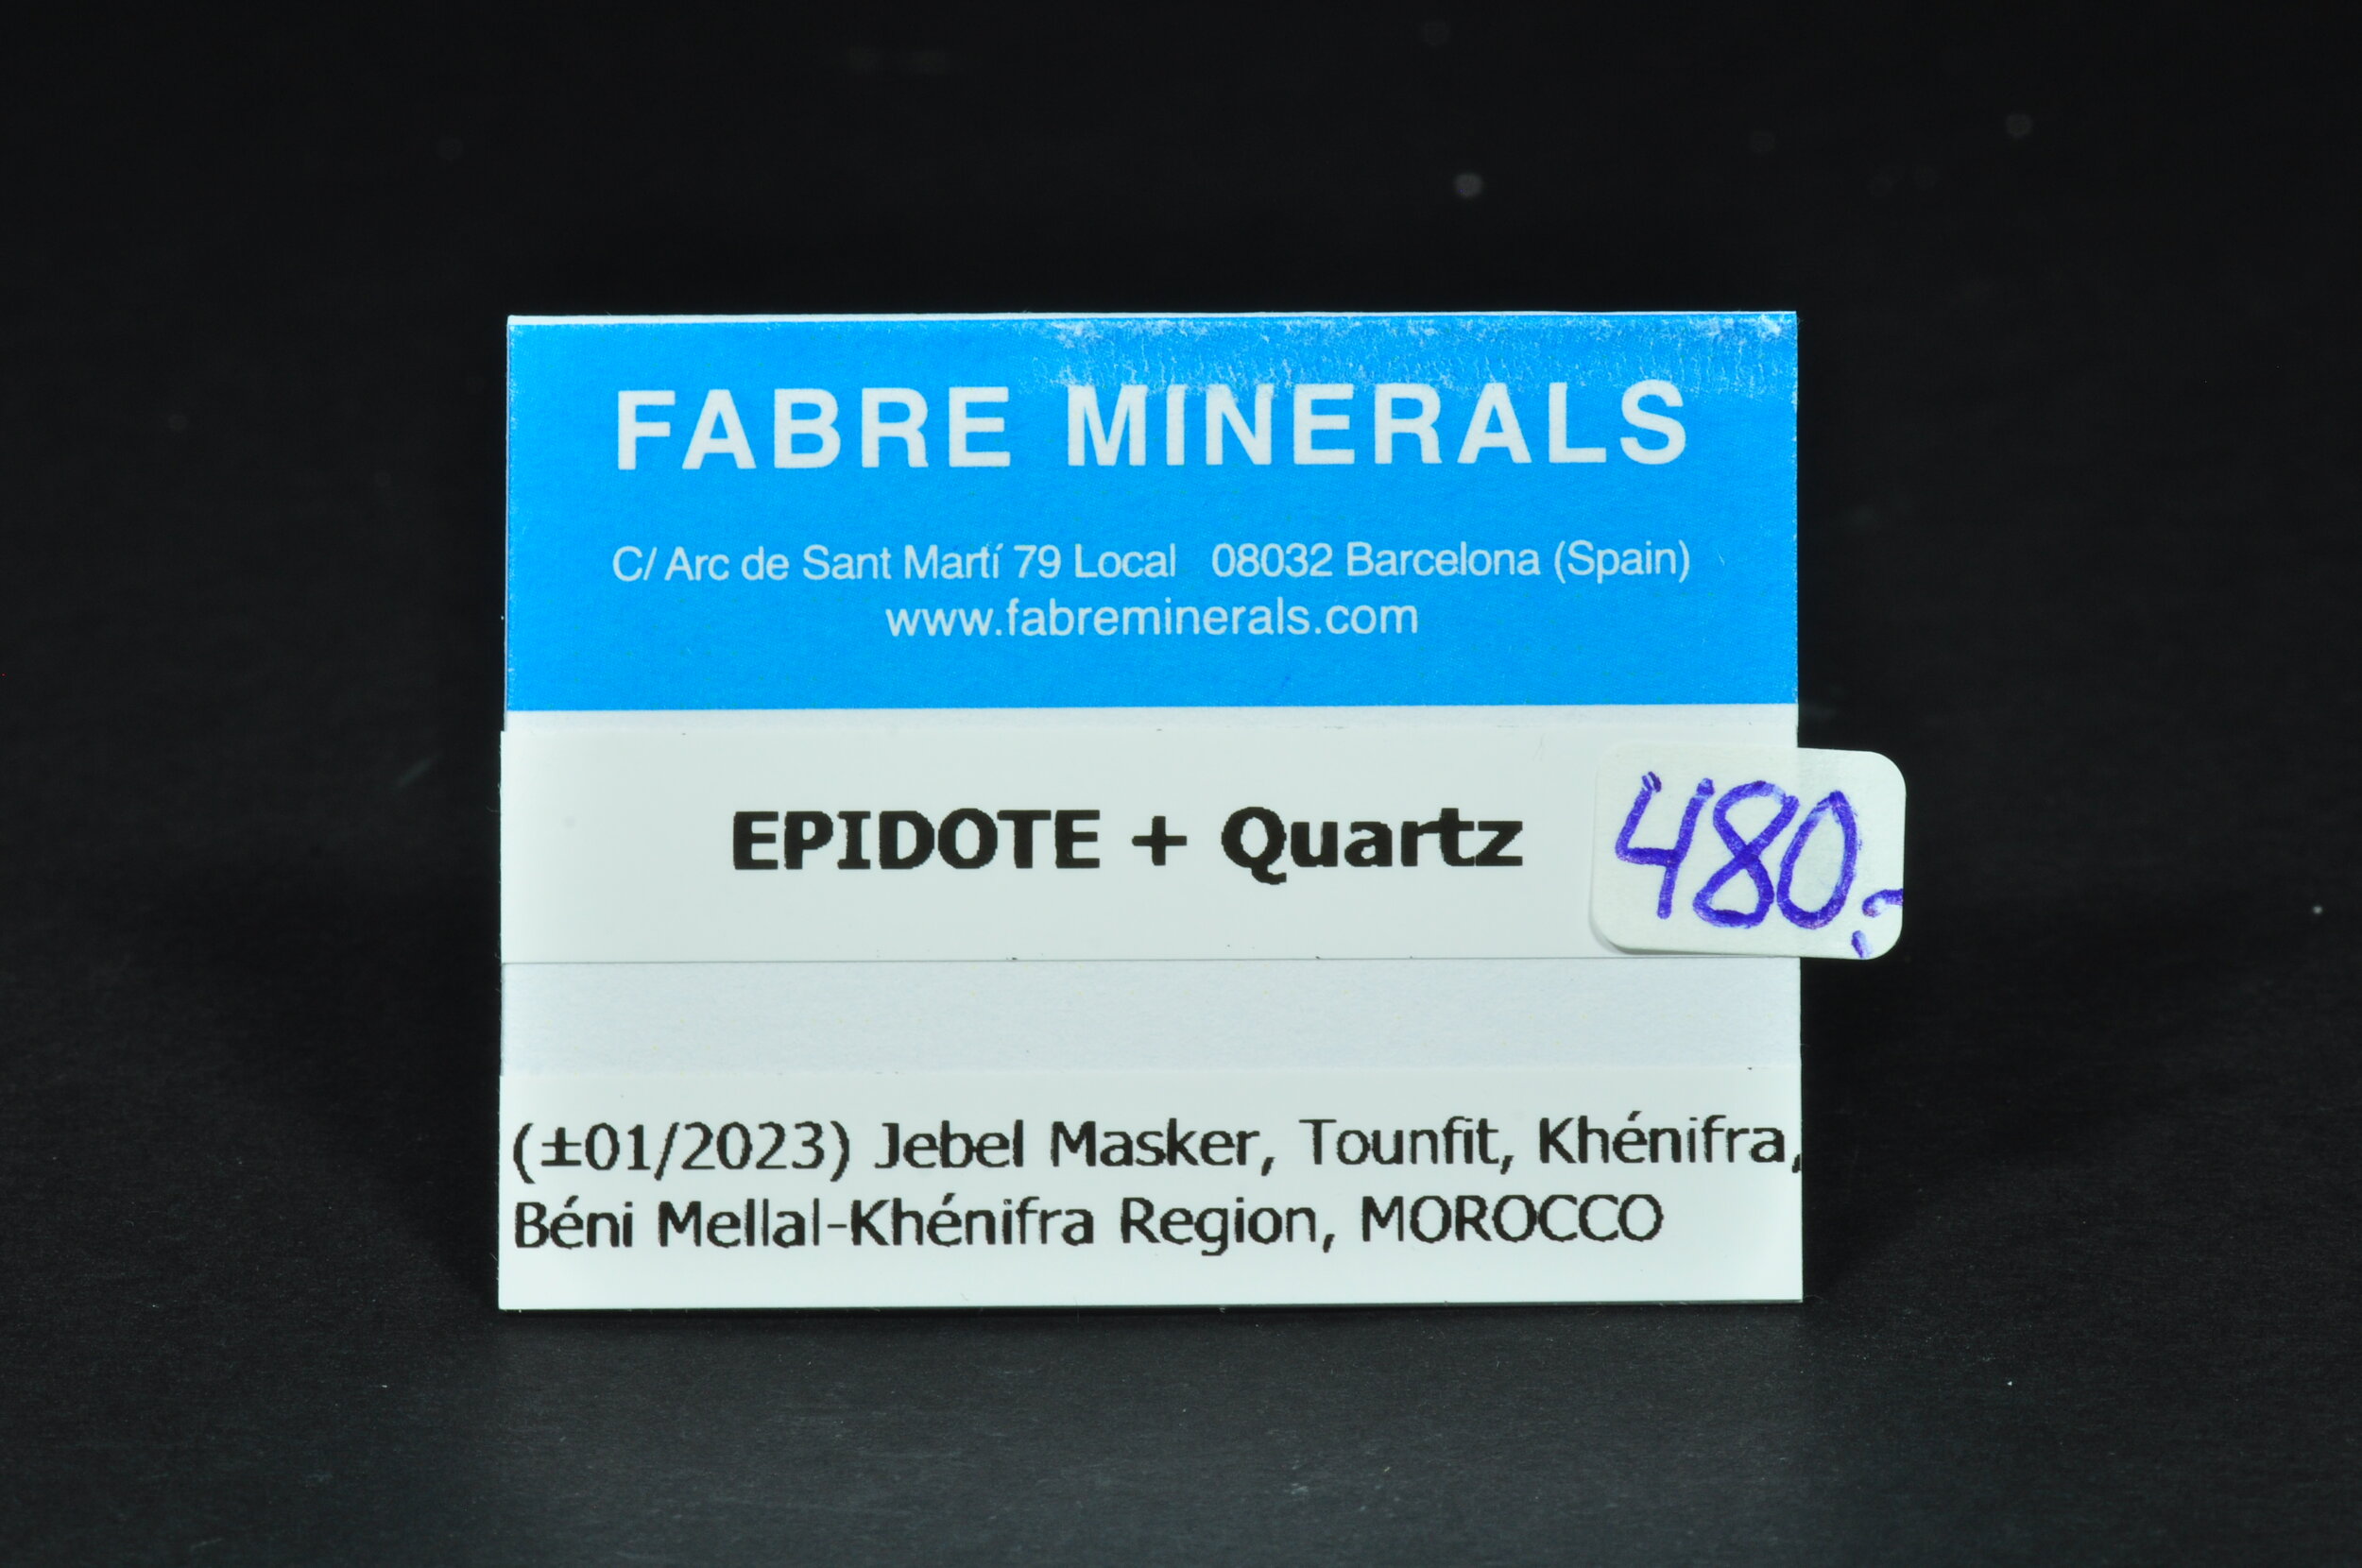 FABRE MINERALS
C/ Arc de Sant Martí 79 Local 08032 Barcelona (Spain)
www.fabreminerals.com
EPIDOTE + Quartz
480,-
(±01/2023) Jebel Masker, Tounfit, Khénifra,
Béni Mellal-Khénifra Region, MOROCCO